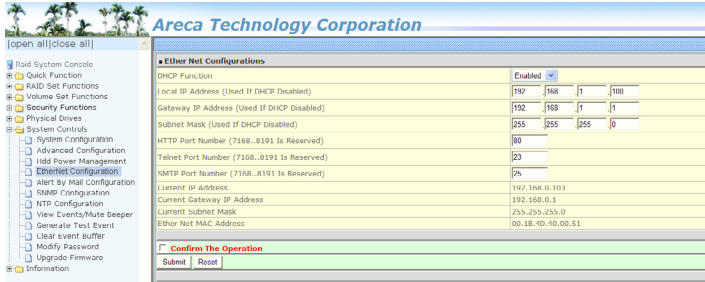 Areca Technology Corporation
|open all|close all|
Raid System Console
Quick Function
RAID Set Functions
Volume Set Functions
Security Functions
Physical Drives
System Controls
System Configuration
Advanced Configuration
Hdd Power Management
EtherNet Configuration
Alert By Mail Configuration
SNMP Configuration
NTP Configuration
View Events/Mute Beeper
Generate Test Event
Clear Event Buffer
Modify Password
Upgrade Firmware
Information
Ether Net Configurations
DHCP Function Enabled
Local IP Address (Used If DHCP Disabled) 192 .168 .1 .100
Gateway IP Address (Used If DHCP Disabled) 192 .168 .1 .1
Subnet Mask (Used If DHCP Disabled) 255 .255 .255 .0
HTTP Port Number (7168..8191 Is Reserved) 80
Telnet Port Number (7168..8191 Is Reserved) 23
SMTP Port Number (7168..8191 Is Reserved) 25
Current IP Address 192.168.0.103
Current Gateway IP Address 192.168.0.1
Current Subnet Mask 255.255.255.0
Ether Net MAC Address 00.1B.4D.40.00.51
Confirm The Operation
Submit Reset